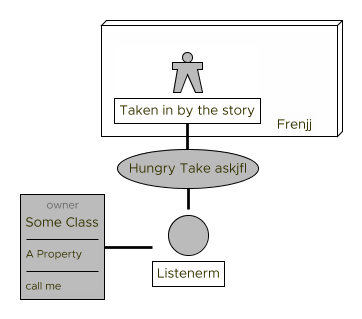 Taken in by the story
Frenjj
Hungry Take askjfl
owner
Some Class
A Property
call me
Listenerm